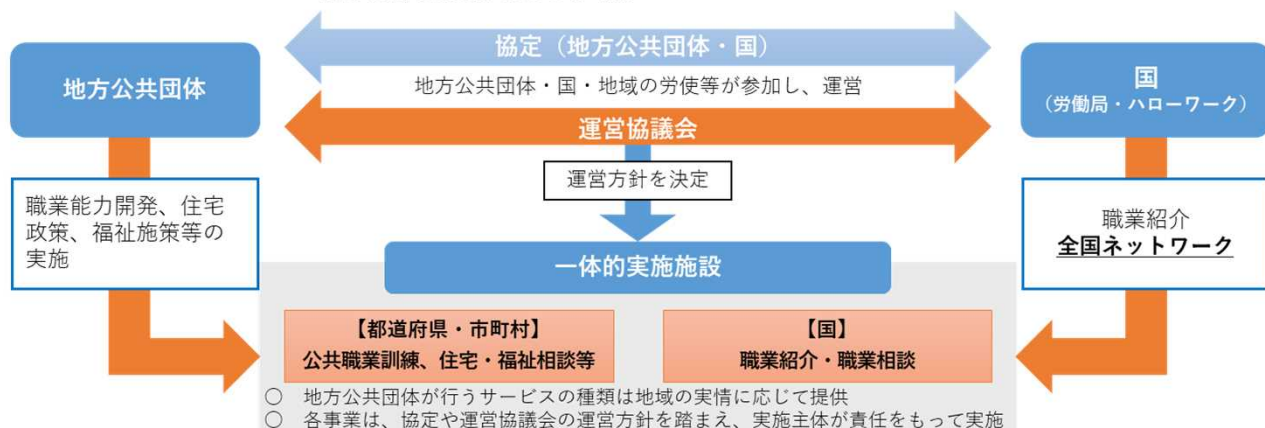 協定（地方公共団体・国）
地方公共団体
地方公共団体・国・地域の労使等が参加し、運営
国
（労働局・ハローワーク）
運営協議会
運営方針を決定
職業能力開発、住宅
政策、福祉施策等の
実施
職業紹介
全国ネットワーク
一体的実施施設
【都道府県・市町村】
公共職業訓練、住宅・福祉相談等
【国】
職業紹介・職業相談
○ 地方公共団体が行うサービスの種類は地域の実情に応じて提供
○ 各事業は、協定や運営協議会の運営方針を踏まえ、実施主体が責任をもって実施